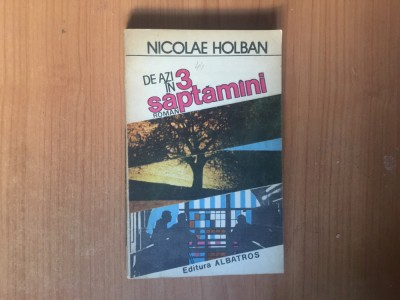 NICOLAE HOLBAN
DE AZI
ÎN 3
săptămîni
ROMAN
Editura ALBATROS